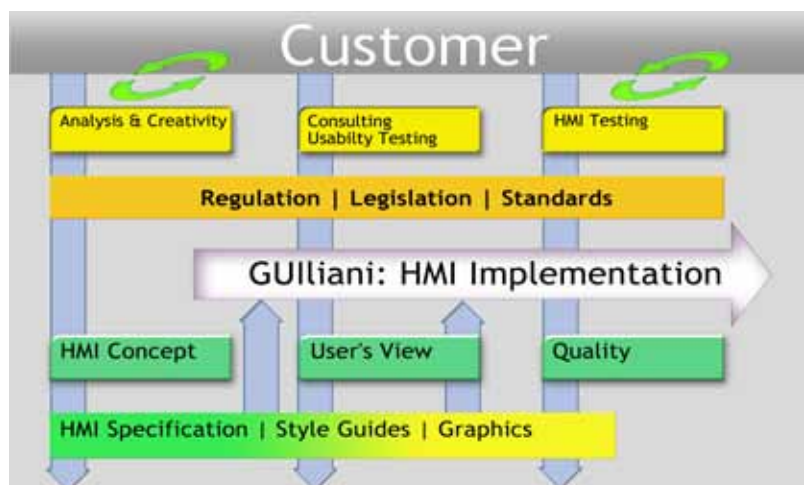 Customer
Analysis & Creativity
Consulting
Usabilty Testing
HMI Testing
Regulation | Legislation | Standards
GUIliani: HMI Implementation
HMI Concept
User's View
Quality
HMI Specification | Style Guides | Graphics